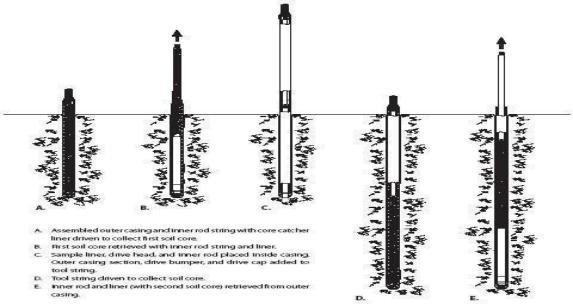 A.
B.
C.
A. Assembled outer casing and inner rod string with core catcher
liner driven to collect first soil core.
B. First soil core retrieved with inner rod string and liner.
C. Sample liner, drive head, and inner rod placed inside casing.
Outer casing section, drive bumper, and drive cap added to
tool string.
D. Tool string driven to collect soil core.
E. Inner rod and liner (with second soil core) retrieved from outer
casing.
D.
E.